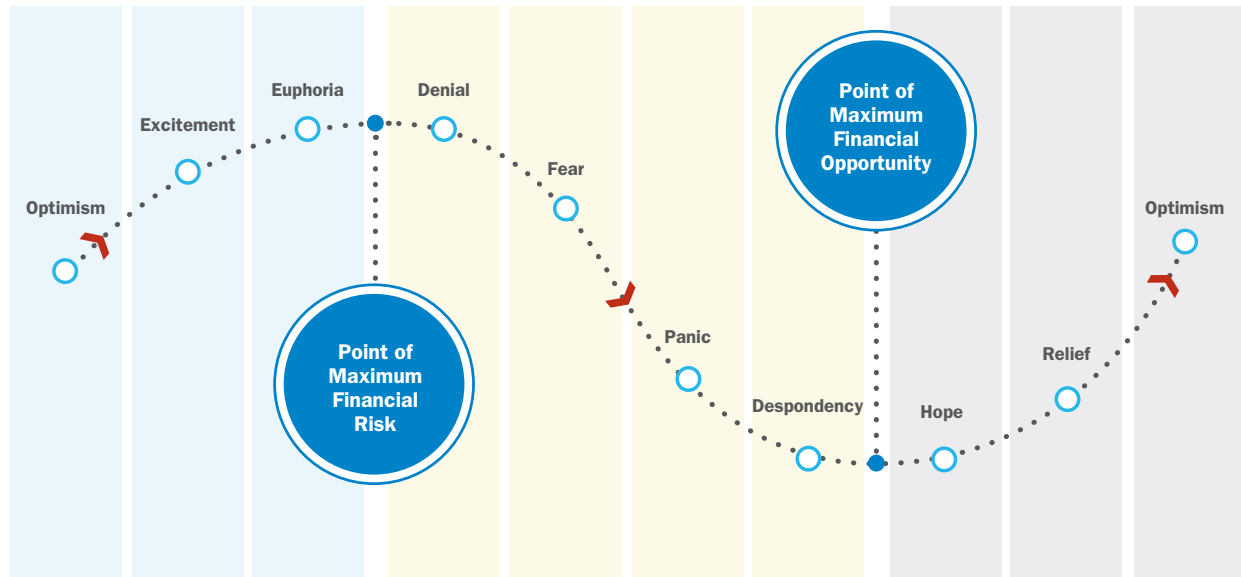 Optimism
Excitement
Euphoria
Denial
Fear
Panic
Despondency
Hope
Relief
Optimism
Point of
Maximum
Financial
Risk
Point of
Maximum
Financial
Opportunity